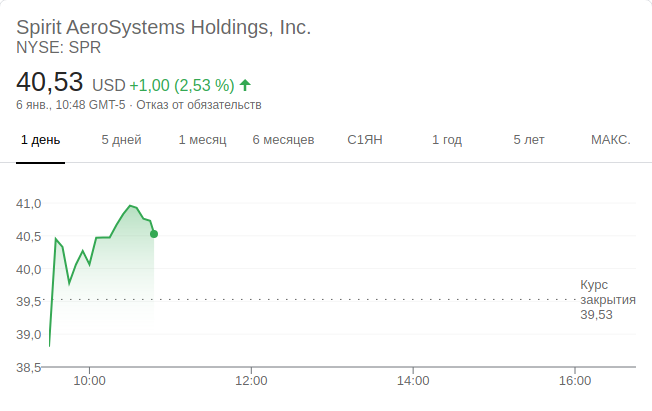 Spirit AeroSystems Holdings, Inc.
NYSE: SPR
40,53 USD +1,00 (2,53 %)
6 янв., 10:48 GMT-5 · Отказ от обязательств
1 день 5 дней 1 месяц 6 месяцев С1ЯН 1 год 5 лет МАКС.
41,0
40,5
40,0
39,5
39,0
38,5
Курс
закрытия
39,53
10:00 12:00 14:00 16:00